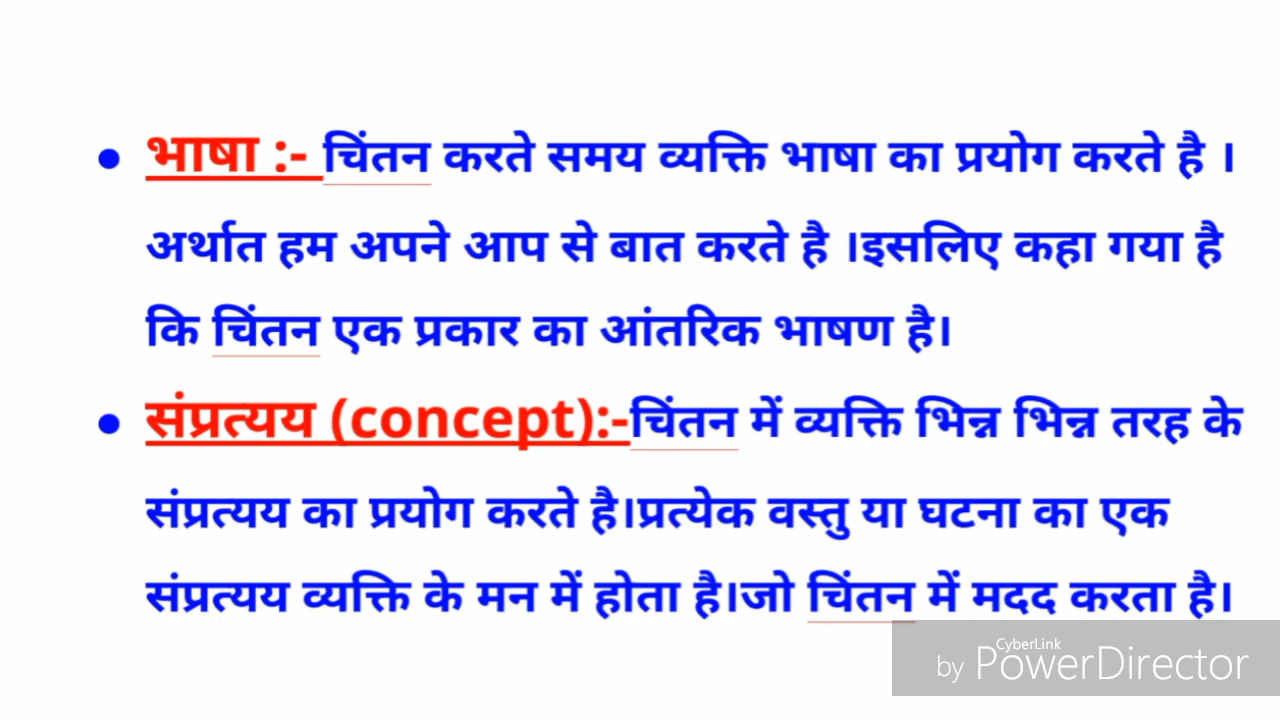 • भाषा :- चिंतन करते समय व्यक्ति भाषा का प्रयोग करते है ।
अर्थात हम अपने आप से बात करते है ।इसलिए कहा गया है
कि चिंतन एक प्रकार का आंतरिक भाषण है।
• संप्रत्यय (concept):-चिंतन में व्यक्ति भिन्न भिन्न तरह के
संप्रत्यय का प्रयोग करते है।प्रत्येक वस्तु या घटना का एक
संप्रत्यय व्यक्ति के मन में होता है।जो चिंतन में मदद करता है।
CyberLink
by PowerDirector